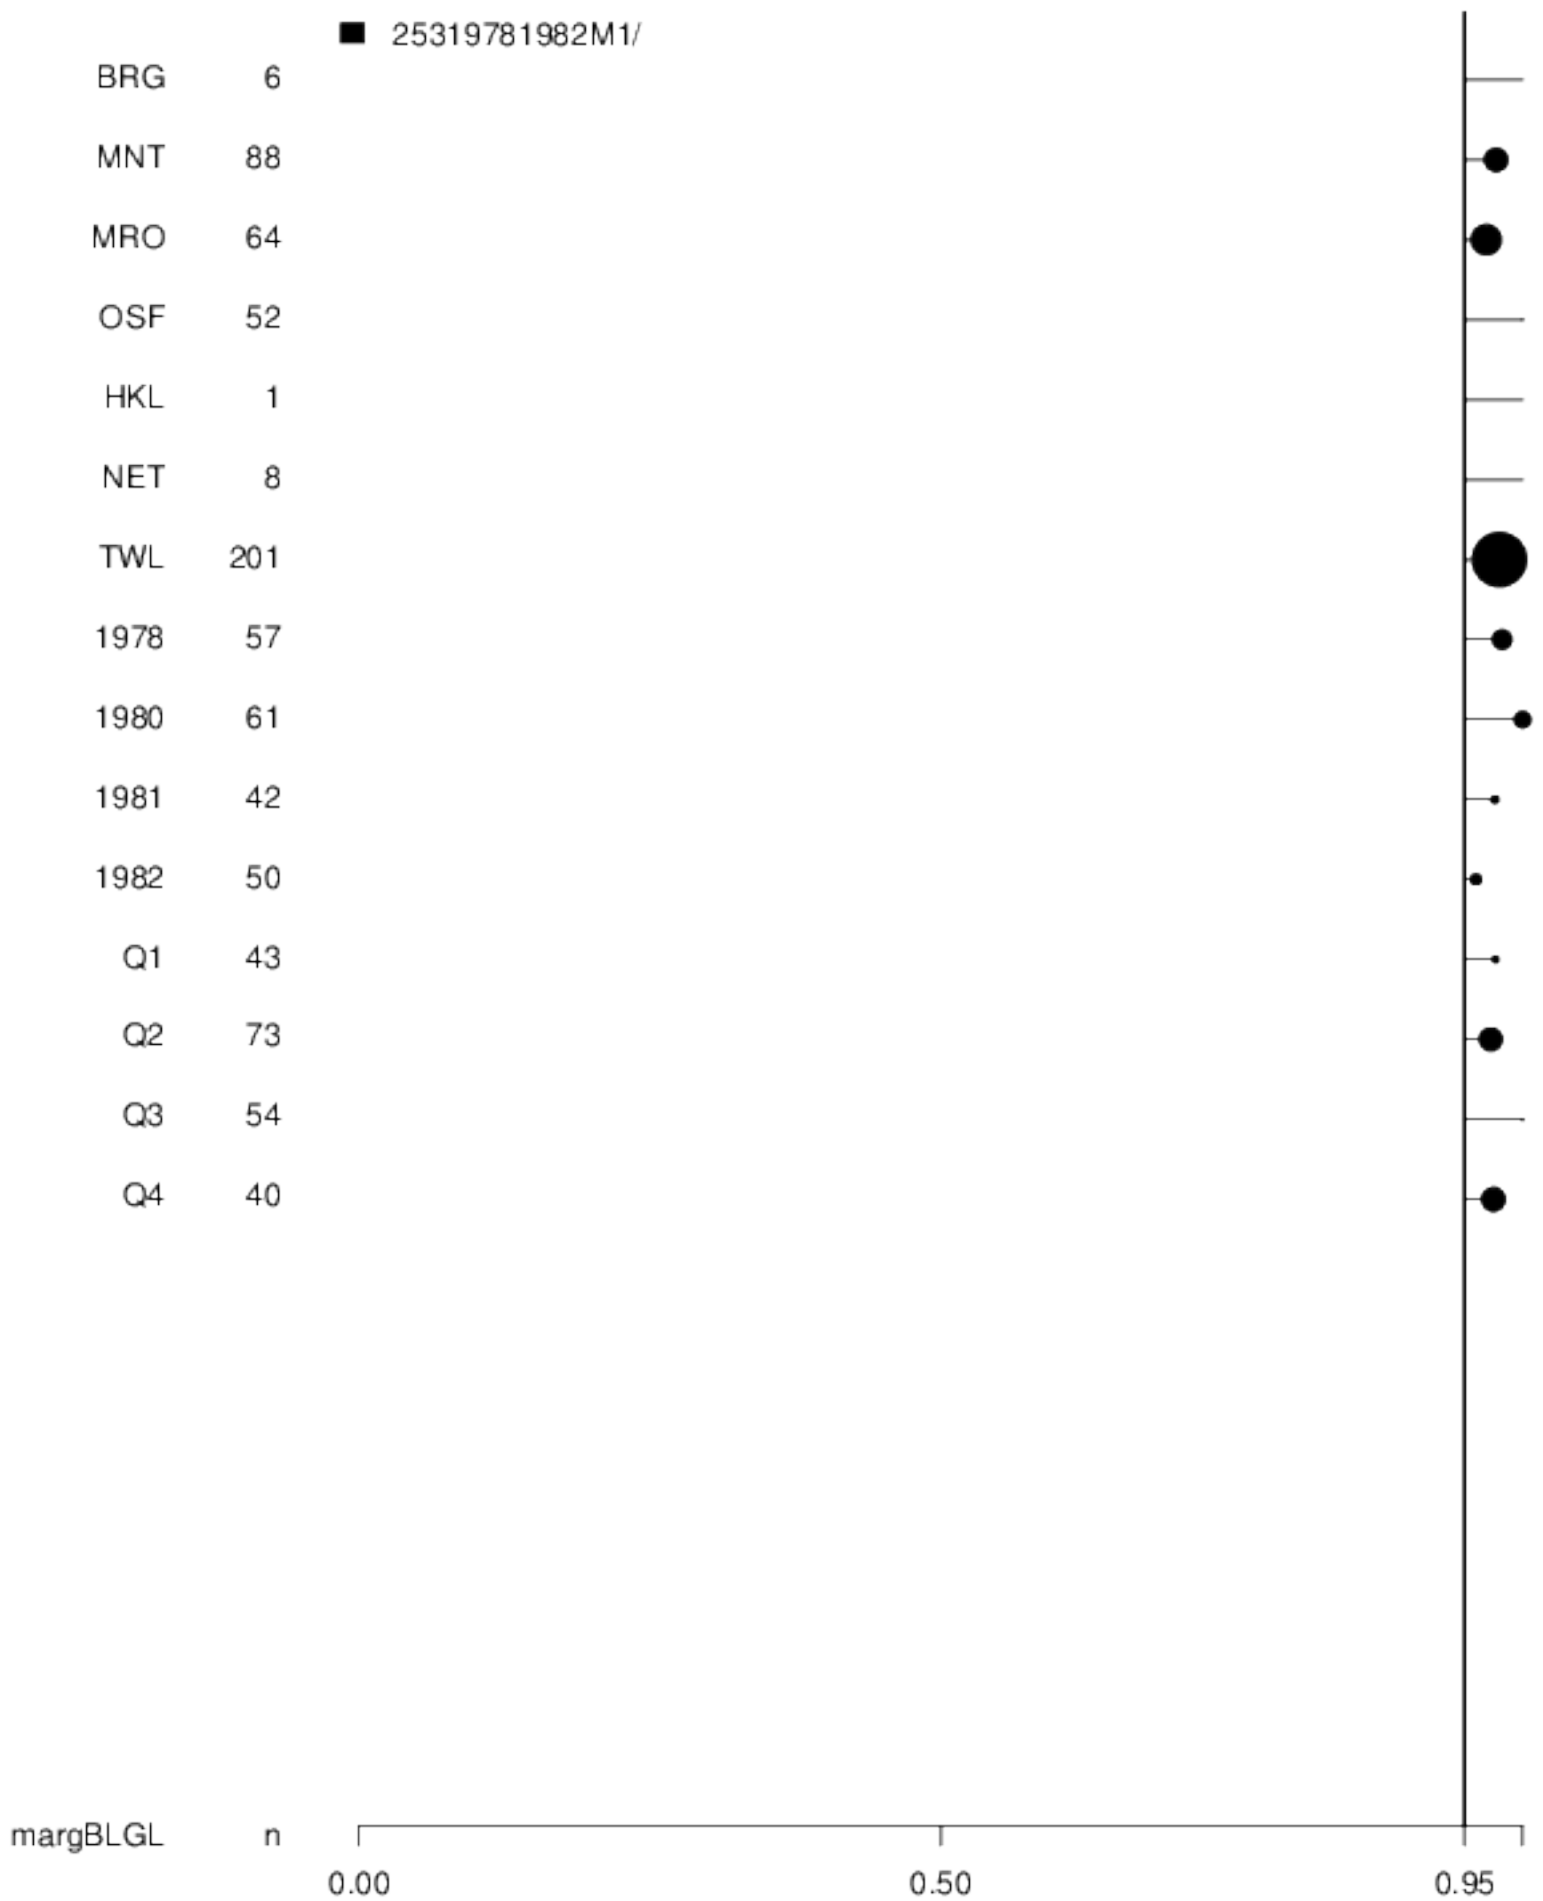 25319781982M1/
BRG 6
MNT 88
MRO 64
OSF 52
HKL 1
NET 8
TWL 201
1978 57
1980 61
1981 42
1982 50
Q1 43
Q2 73
Q3 54
Q4 40
margBLGL n
0.00 0.50 0.95